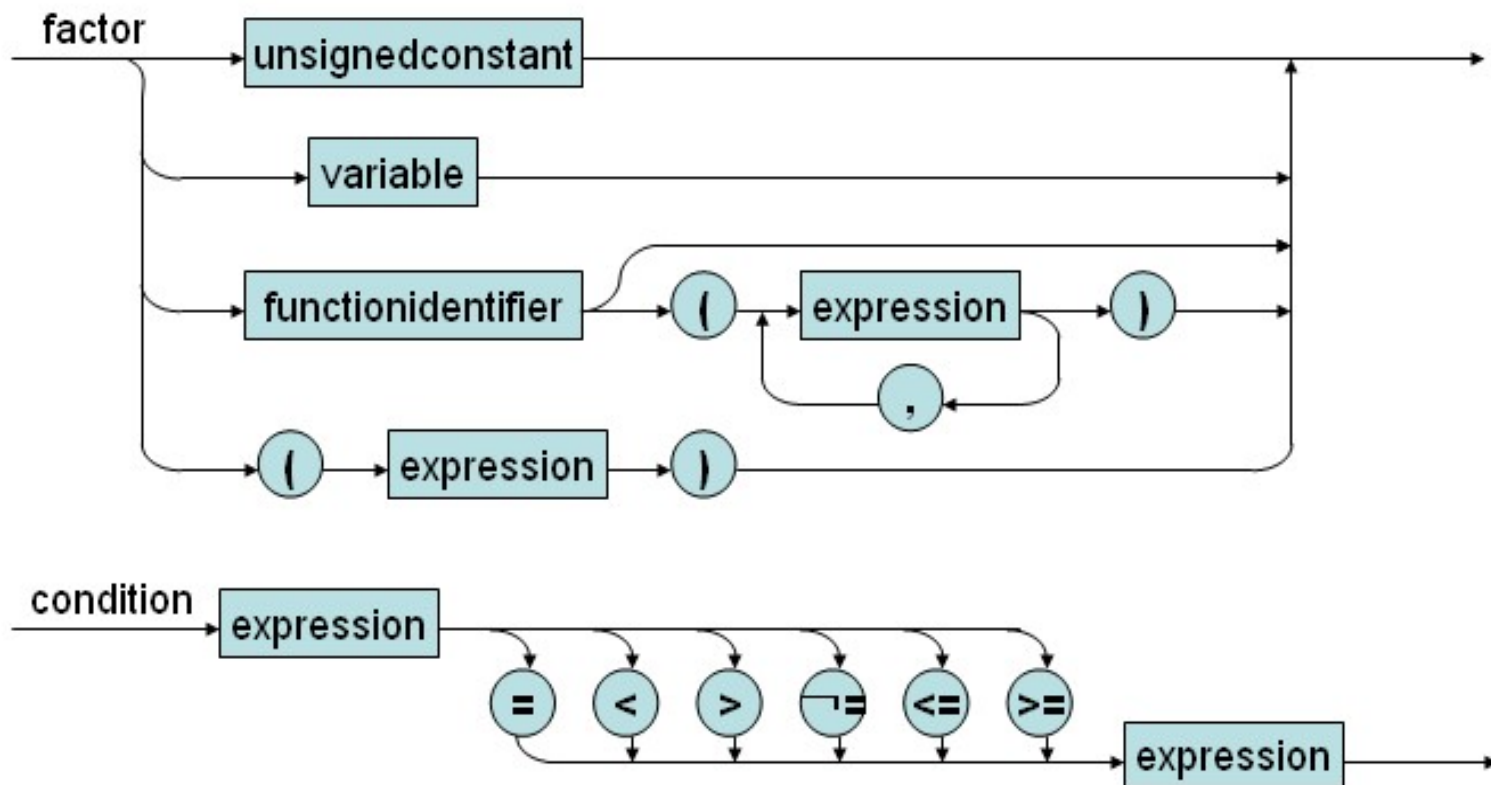 factor
unsignedconstant
variable
functionidentifier ( expression )
,
( expression )
condition
expression
= < > ¬= <= >=
expression